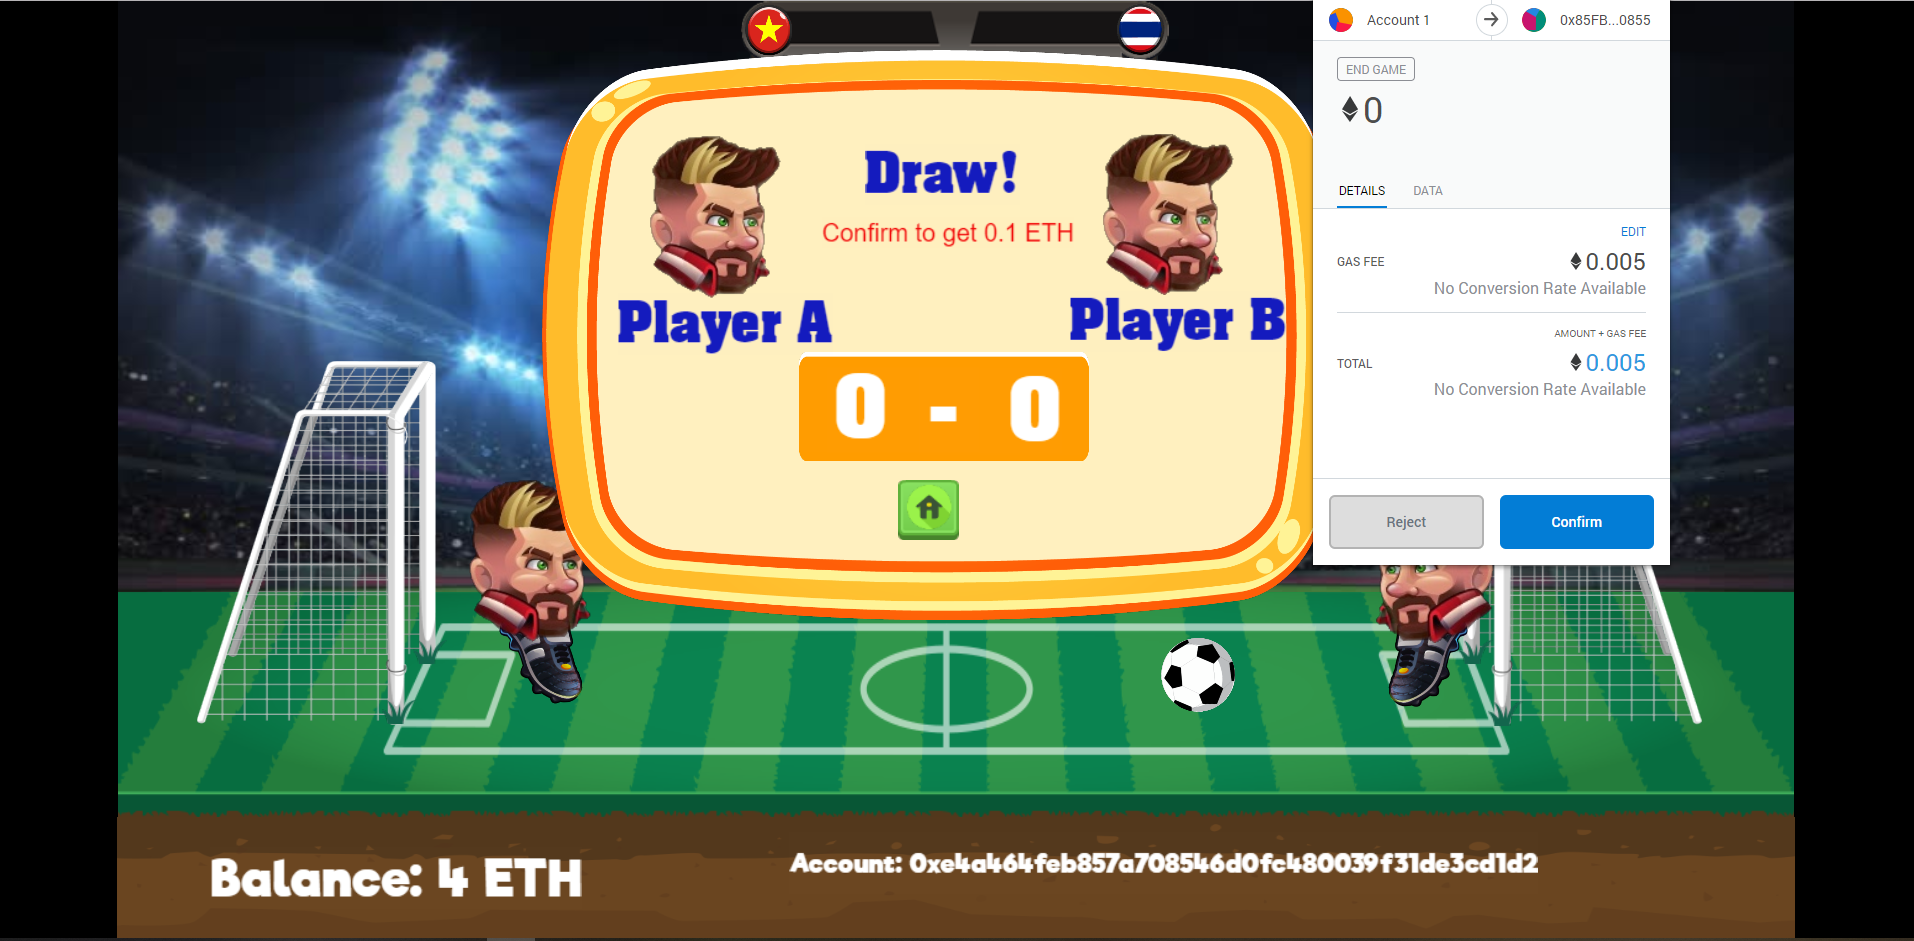 Draw!
Confirm to get 0.1 ETH
Player A
Player B
0 - 0
Balance: 4 ETH
Account: 0xe4a464feb857a708546d0fc480039f31de3cd1d2
Account 1
0x85FB...0855
END GAME
0
DETAILS
DATA
EDIT
GAS FEE
0.005
No Conversion Rate Available
AMOUNT + GAS FEE
TOTAL
0.005
No Conversion Rate Available
Reject
Confirm